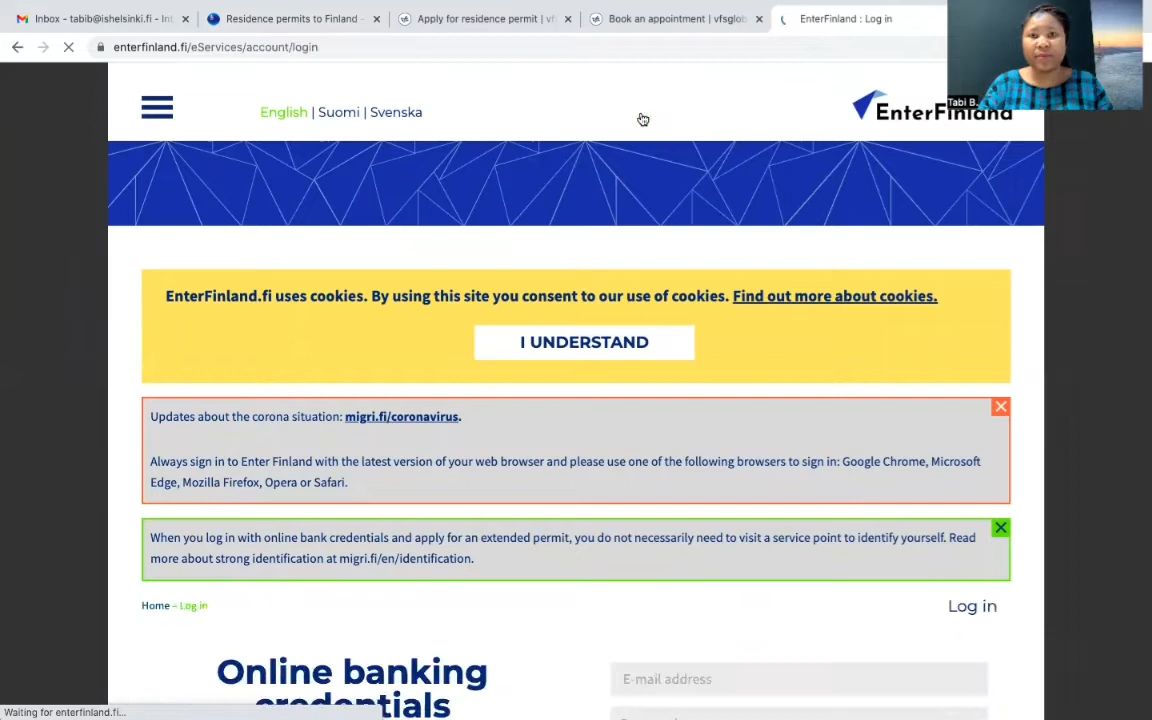 Inbox - tabib@ishelsinki.fi - Int
Residence permits to Finland -
Apply for residence permit | vfs
Book an appointment | vfsglob
EnterFinland : Log in
enterfinland.fi/eServices/account/login
English | Suomi | Svenska
EnterFinland
Tabi B.
EnterFinland.fi uses cookies. By using this site you consent to our use of cookies. Find out more about cookies.
I UNDERSTAND
Updates about the corona situation: migri.fi/coronavirus.
Always sign in to Enter Finland with the latest version of your web browser and please use one of the following browsers to sign in: Google Chrome, Microsoft
Edge, Mozilla Firefox, Opera or Safari.
When you log in with online bank credentials and apply for an extended permit, you do not necessarily need to visit a service point to identify yourself. Read
more about strong identification at migri.fi/en/identification.
Home – Log in
Log in
Online banking
credentials
E-mail address
Waiting for enterfinland.fi...